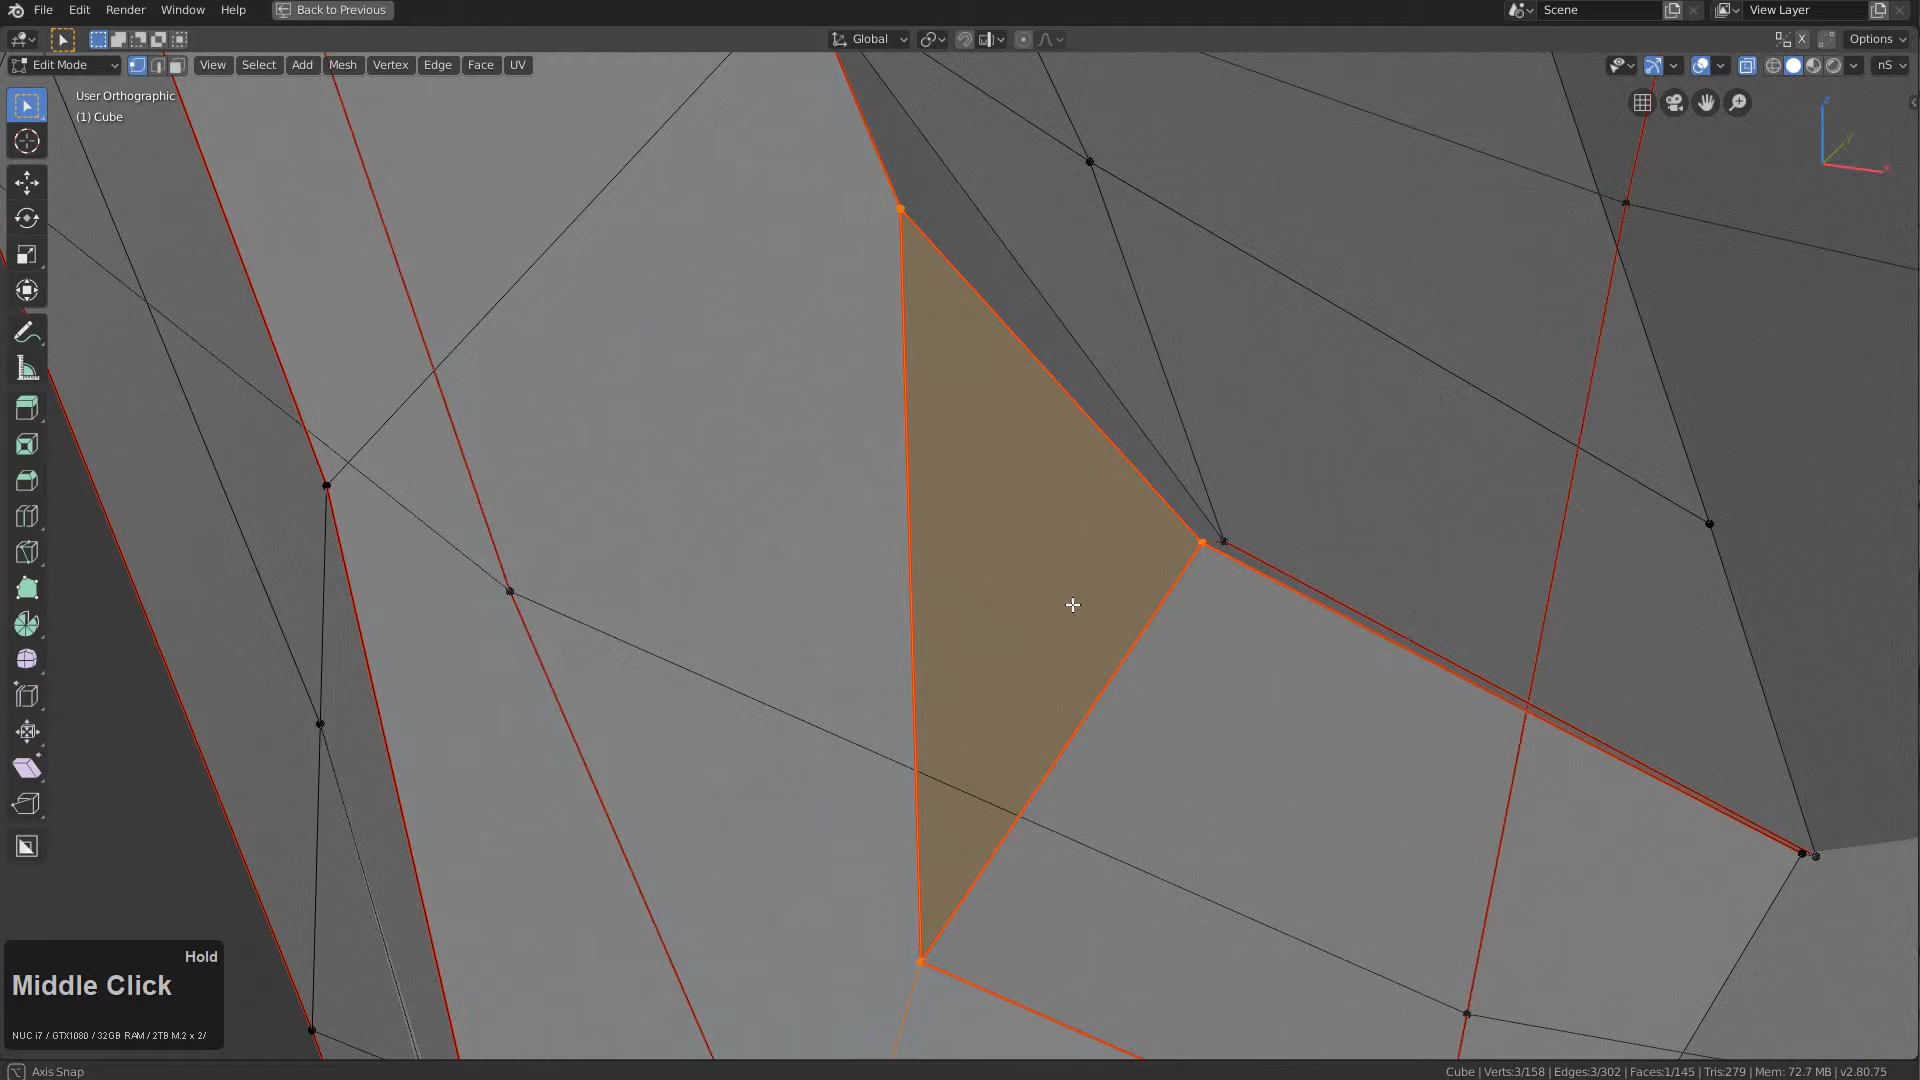 File Edit Render Window Help Back to Previous Scene View Layer
Global X Options
Edit Mode View Select Add Mesh Vertex Edge Face UV nS
User Orthographic
(1) Cube
Z
Y
X
Hold
Middle Click
NUC i7 / GTX1080 / 32GB RAM / 2TB M.2 x 2/
Axis Snap Cube | Verts:3/158 | Edges:3/302 | Faces:1/145 | Tris:279 | Mem: 72.7 MB | v2.80.75